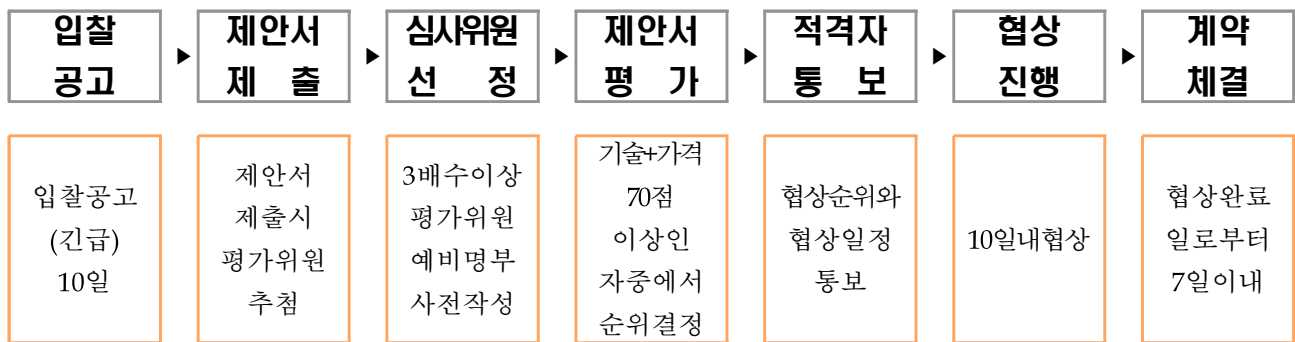 입찰
공고
▶
제안서
제 출
▶
심사위원
선 정
▶
제안서
평 가
▶
적격자
통 보
▶
협상
진행
▶
계약
체결
입찰공고
(긴급)
10일
제안서
제출시
평가위원
추첨
3배수이상
평가위원
예비명부
사전작성
기술+가격
70점
이상인
자중에서
순위결정
협상순위와
협상일정
통보
10일내협상
협상완료
일로부터
7일이내